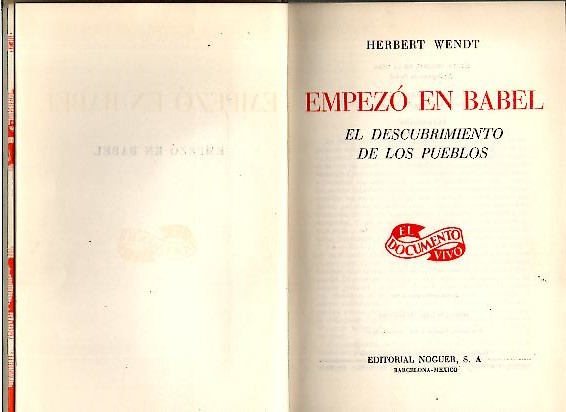 HERBERT WENDT
EMPEZÓ EN BABEL
EL DESCUBRIMIENTO
DE LOS PUEBLOS
EL
DOCUMENTO
VIVO
EDITORIAL NOGUER, S. A
BARCELONA-MEXICO